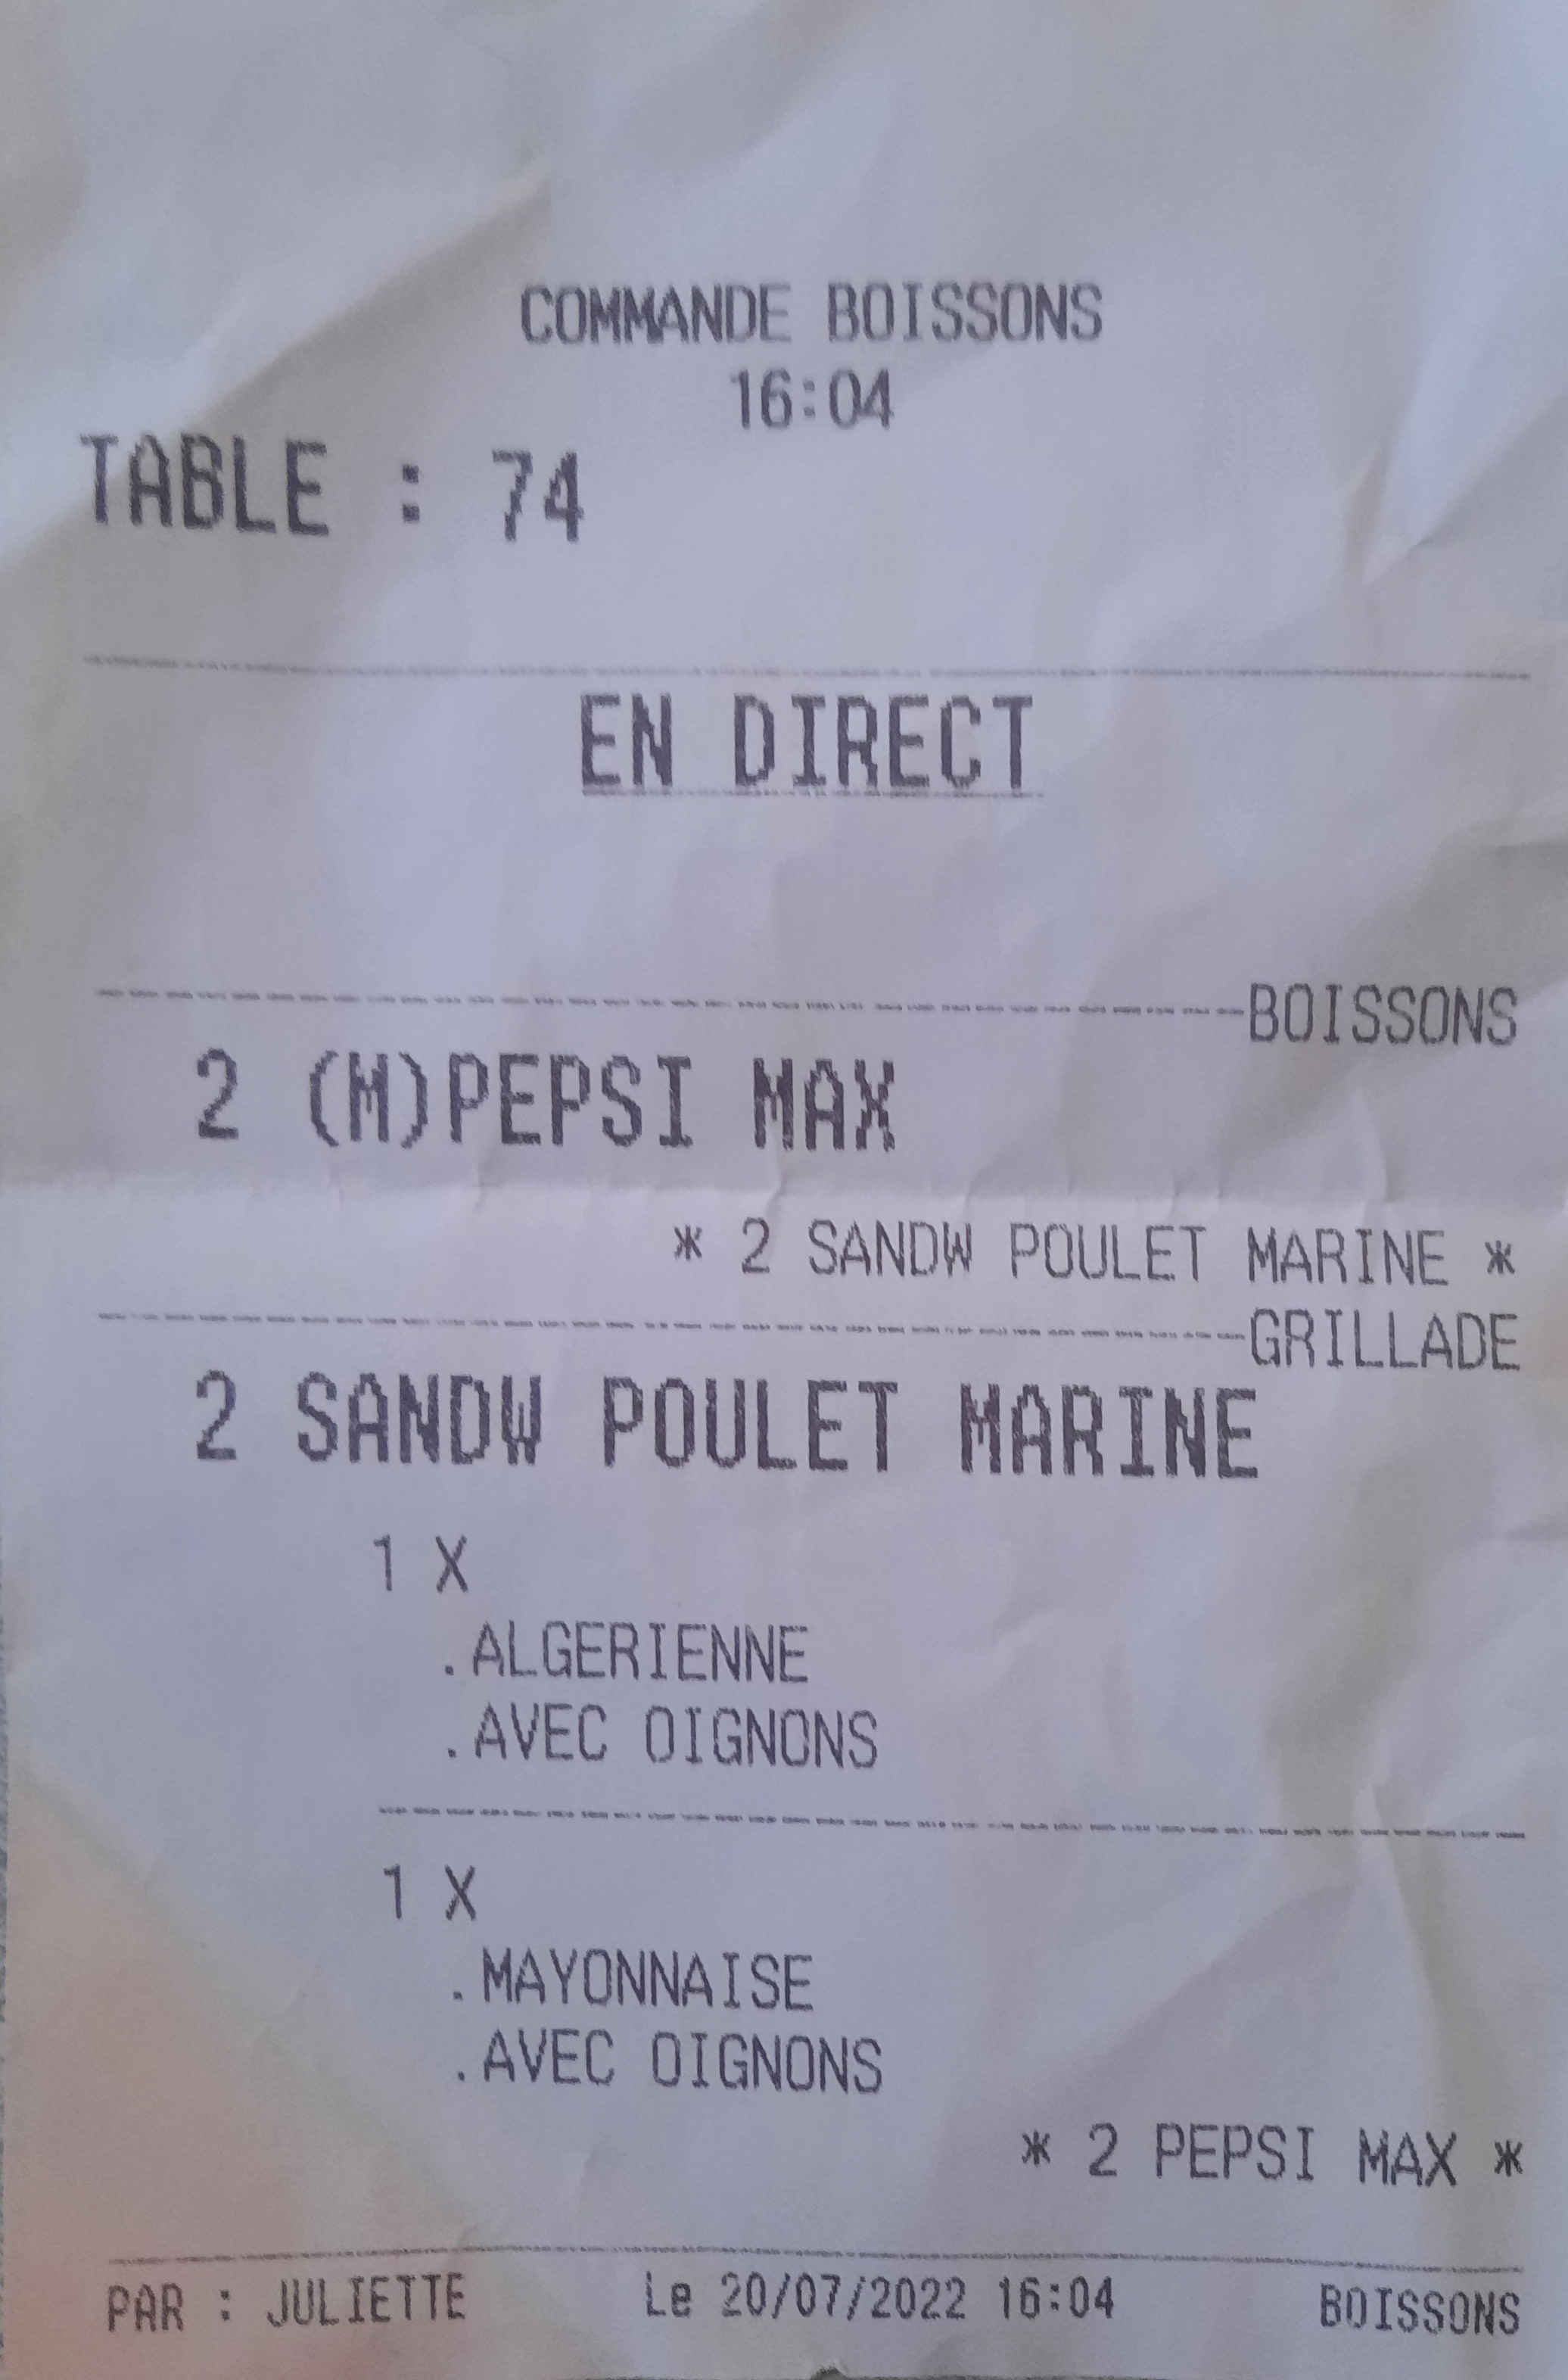 COMMANDE BOISSONS
16:04
TABLE : 74
EN DIRECT
BOISSONS
2 (M)PEPSI MAX
* 2 SANDW POULET MARINE *
GRILLADE
2 SANDW POULET MARINE
1 X
.ALGERIENNE
.AVEC OIGNONS
1 X
.MAYONNAISE
.AVEC OIGNONS
* 2 PEPSI MAX *
PAR : JULIETTE Le 20/07/2022 16:04 BOISSONS